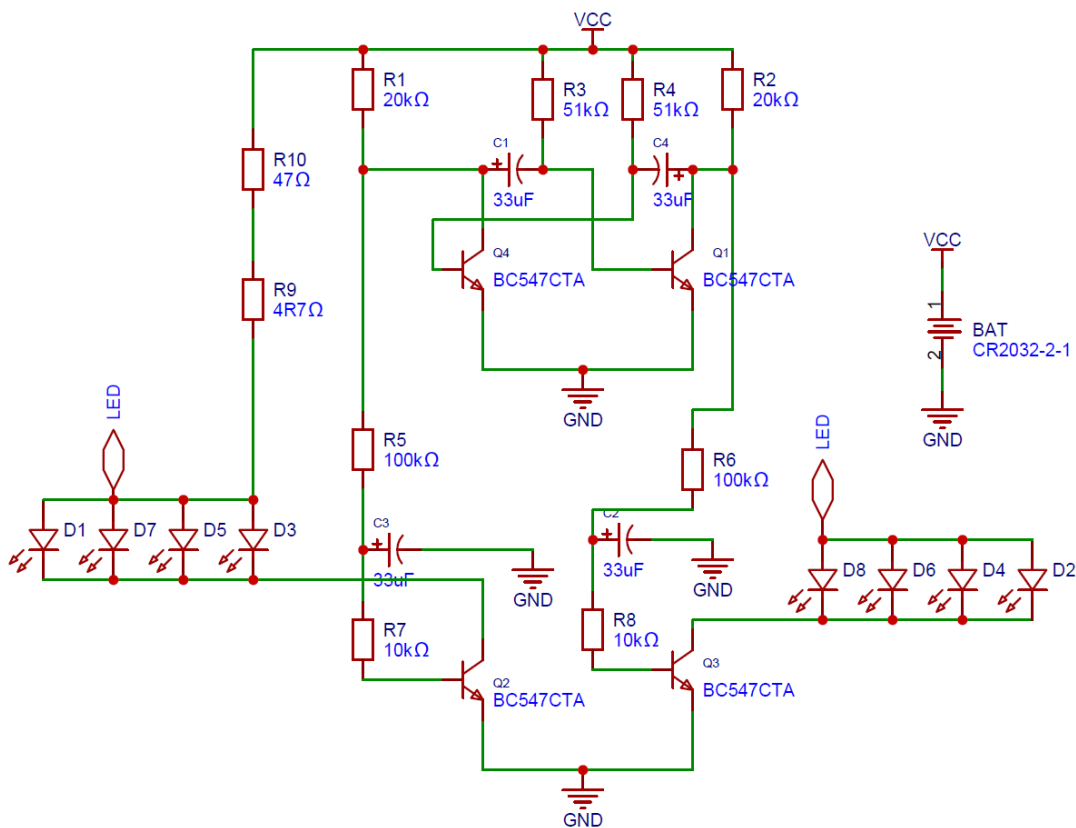 VCC
R1
20kΩ
R3
51kΩ
R4
51kΩ
R2
20kΩ
R10
47Ω
C1
33uF
C4
33uF
Q4
BC547CTA
Q1
BC547CTA
R9
4R7Ω
VCC
1
BAT
CR2032-2-1
2
GND
GND
LED
R5
100kΩ
R6
100kΩ
LED
D1
D7
D5
D3
C3
33uF
GND
C2
33uF
GND
D8
D6
D4
D2
R7
10kΩ
R8
10kΩ
Q2
BC547CTA
Q3
BC547CTA
GND